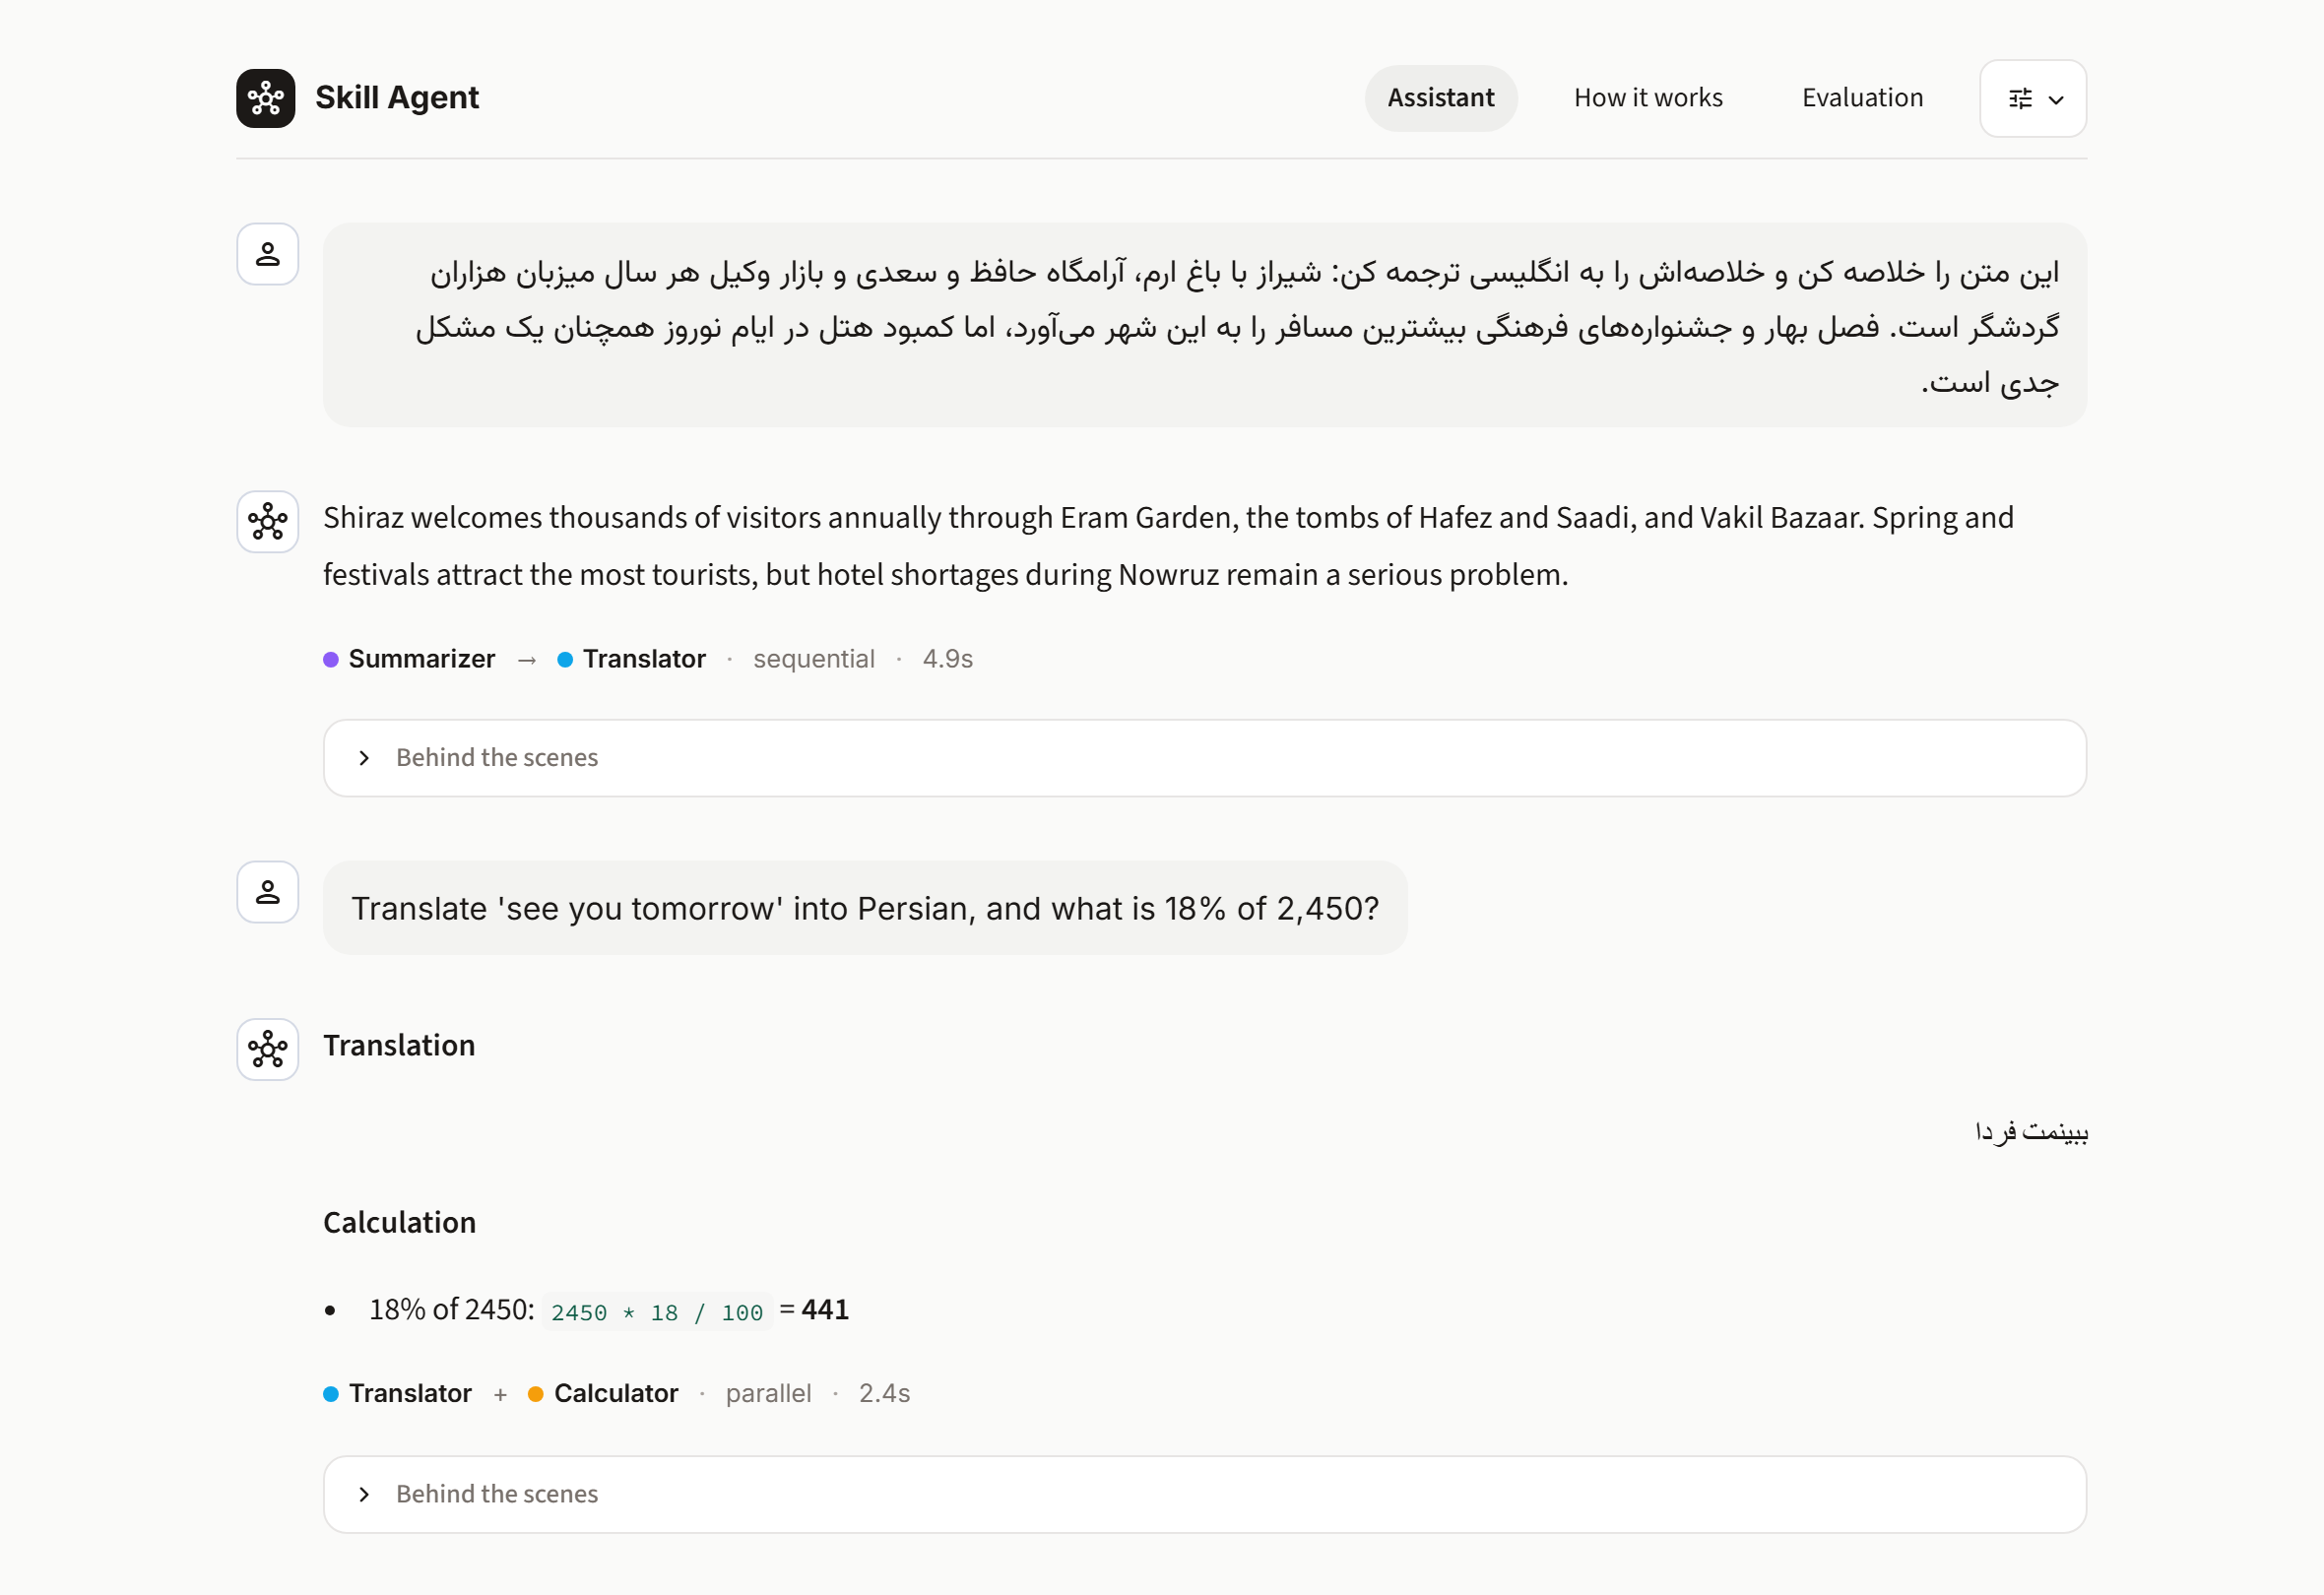 Skill Agent
Assistant
How it works
Evaluation
این متن را خلاصه کن و خلاصه‌اش را به انگلیسی ترجمه کن: شیراز با باغ ارم، آرامگاه حافظ و سعدی و بازار وکیل هر سال میزبان هزاران
گردشگر است. فصل بهار و جشنواره‌های فرهنگی بیشترین مسافر را به این شهر می‌آورد، اما کمبود هتل در ایام نوروز همچنان یک مشکل
جدی است.
Shiraz welcomes thousands of visitors annually through Eram Garden, the tombs of Hafez and Saadi, and Vakil Bazaar. Spring and
festivals attract the most tourists, but hotel shortages during Nowruz remain a serious problem.
Summarizer → Translator · sequential · 4.9s
Behind the scenes
Translate 'see you tomorrow' into Persian, and what is 18% of 2,450?
Translation
ببینمت فردا
Calculation
• 18% of 2450: 2450 * 18 / 100 = 441
Translator + Calculator · parallel · 2.4s
Behind the scenes